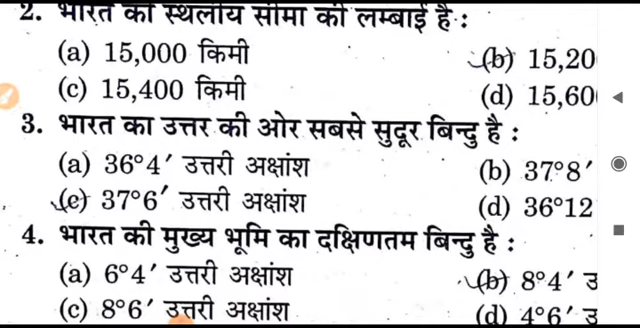 2. भारत की स्थलीय सीमा की लम्बाई है :
(a) 15,000 किमी (b) 15,20
(c) 15,400 किमी (d) 15,60
3. भारत का उत्तर की ओर सबसे सुदूर बिन्दु है :
(a) 36°4′ उत्तरी अक्षांश (b) 37°8′
(c) 37°6′ उत्तरी अक्षांश (d) 36°12
4. भारत की मुख्य भूमि का दक्षिणतम बिन्दु है :
(a) 6°4′ उत्तरी अक्षांश (b) 8°4′ उ
(c) 8°6′ उत्तरी अक्षांश (d) 4°6′ उ